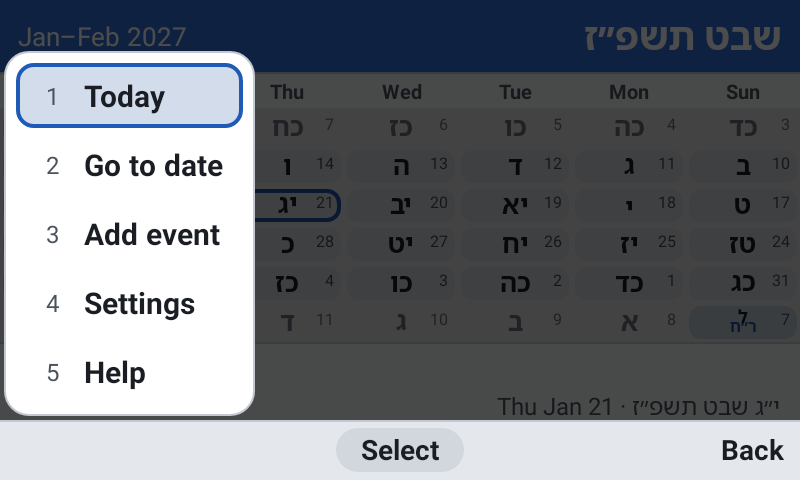 Jan–Feb 2027 שבט תשפ״ז
1 Today
2 Go to date
3 Add event
4 Settings
5 Help
Sun Mon Tue Wed Thu
3 כד 4 כה 5 כו 6 כז 7 כח
10 ב 11 ג 12 ד 13 ה 14 ו
17 ט 18 י 19 יא 20 יב 21 יג
24 טז 25 יז 26 יח 27 יט 28 כ
31 כג 1 כד 2 כה 3 כו 4 כז
7 ל ר״ח 8 א 9 ב 10 ג 11 ד
Thu Jan 21 · י״ג שבט תשפ״ז
Select Back